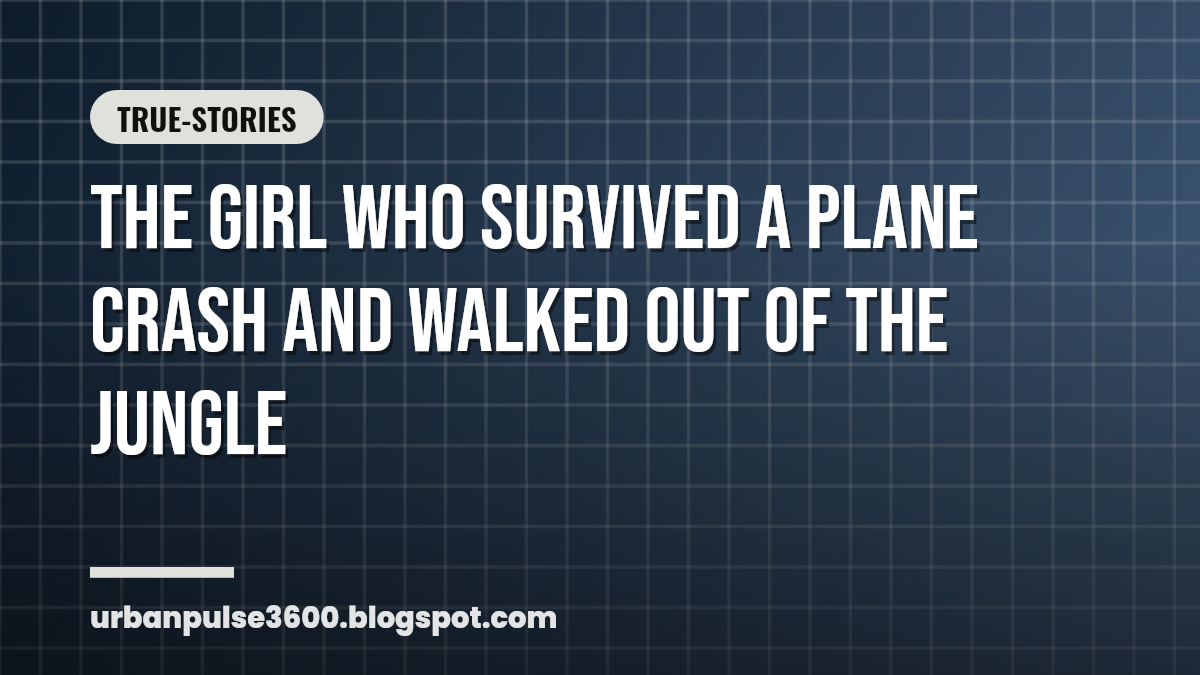 TRUE-STORIES
THE GIRL WHO SURVIVED A PLANE
CRASH AND WALKED OUT OF THE
JUNGLE
urbanpulse3600.blogspot.com